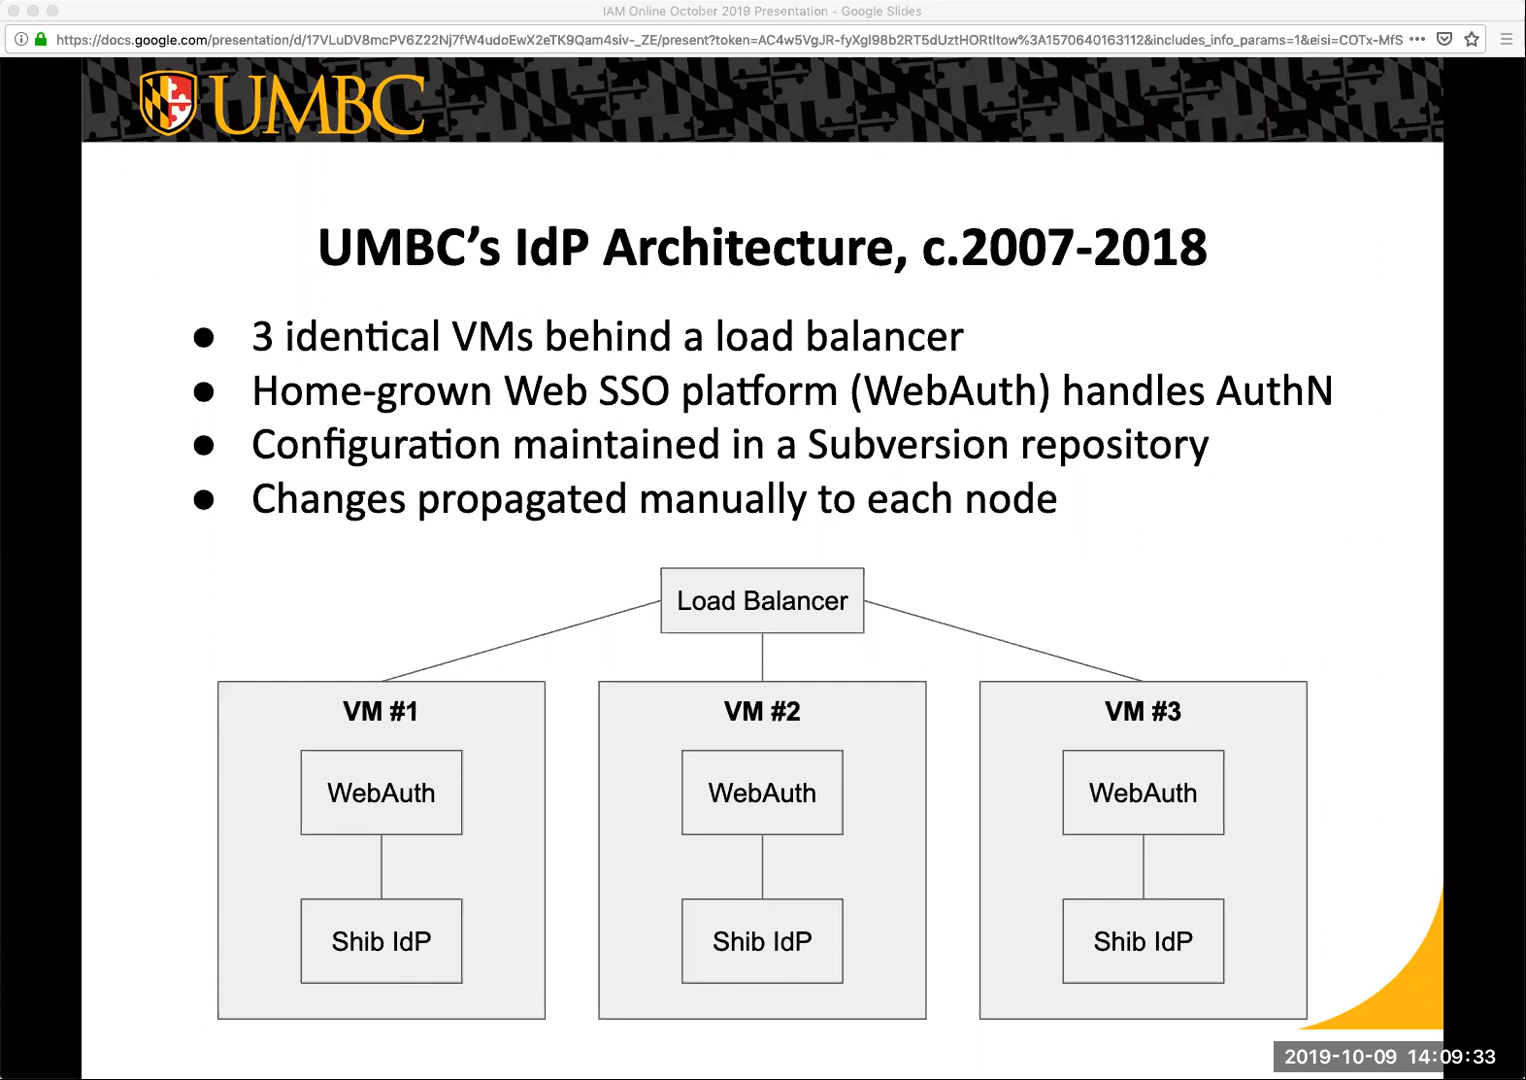 IAM Online October 2019 Presentation - Google Slides
https://docs.google.com/presentation/d/17VLuDV8mcPV6Z22Nj7fW4udoEwX2eTK9Qam4siv-_ZE/present?token=AC4w5VgJR-fyXgl98b2RT5dUztHORtltow%3A1570640163112&includes_info_params=1&eisi=COTx-MfS
UMBC
UMBC's IdP Architecture, c.2007-2018
● 3 identical VMs behind a load balancer
● Home-grown Web SSO platform (WebAuth) handles AuthN
● Configuration maintained in a Subversion repository
● Changes propagated manually to each node
Load Balancer
VM #1 VM #2 VM #3
WebAuth WebAuth WebAuth
Shib IdP Shib IdP Shib IdP
2019-10-09 14:09:33